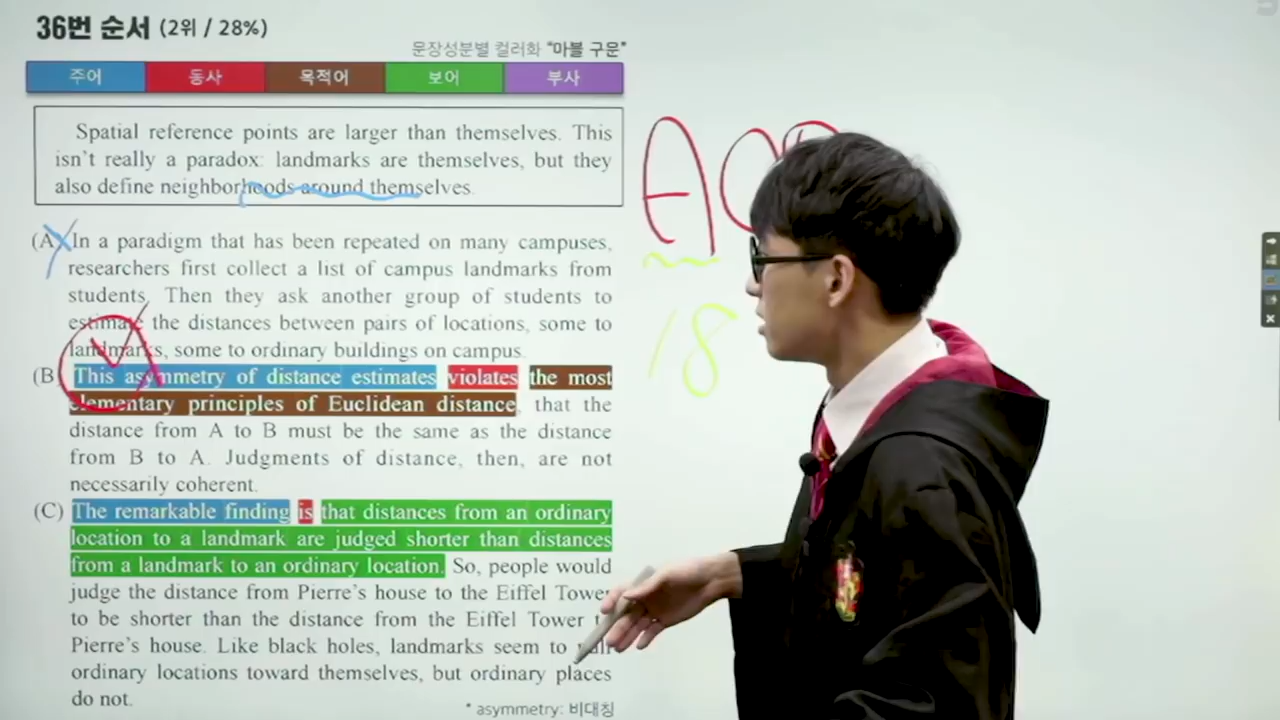 36번 순서 (2위 / 28%)
문장성분별 컬러화 "마블 구문"
주어 동사 목적어 보어 부사
Spatial reference points are larger than themselves. This
isn't really a paradox: landmarks are themselves, but they
also define neighborhoods around themselves.
(A) In a paradigm that has been repeated on many campuses,
researchers first collect a list of campus landmarks from
students. Then they ask another group of students to
estimate the distances between pairs of locations, some to
landmarks, some to ordinary buildings on campus.
(B) This asymmetry of distance estimates violates the most
elementary principles of Euclidean distance, that the
distance from A to B must be the same as the distance
from B to A. Judgments of distance, then, are not
necessarily coherent.
(C) The remarkable finding is that distances from an ordinary
location to a landmark are judged shorter than distances
from a landmark to an ordinary location. So, people would
judge the distance from Pierre's house to the Eiffel Tower
to be shorter than the distance from the Eiffel Tower
Pierre's house. Like black holes, landmarks seem to
ordinary locations toward themselves, but ordinary places
do not.
* asymmetry: 비대칭
A
18